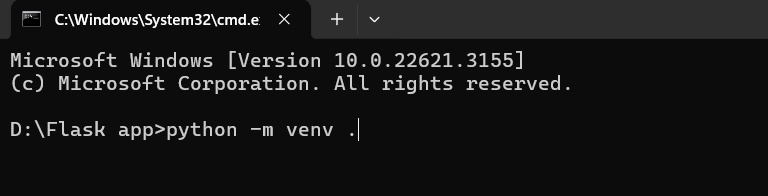 C:\Windows\System32\cmd.e
Microsoft Windows [Version 10.0.22621.3155]
(c) Microsoft Corporation. All rights reserved.
D:\Flask app>python -m venv .